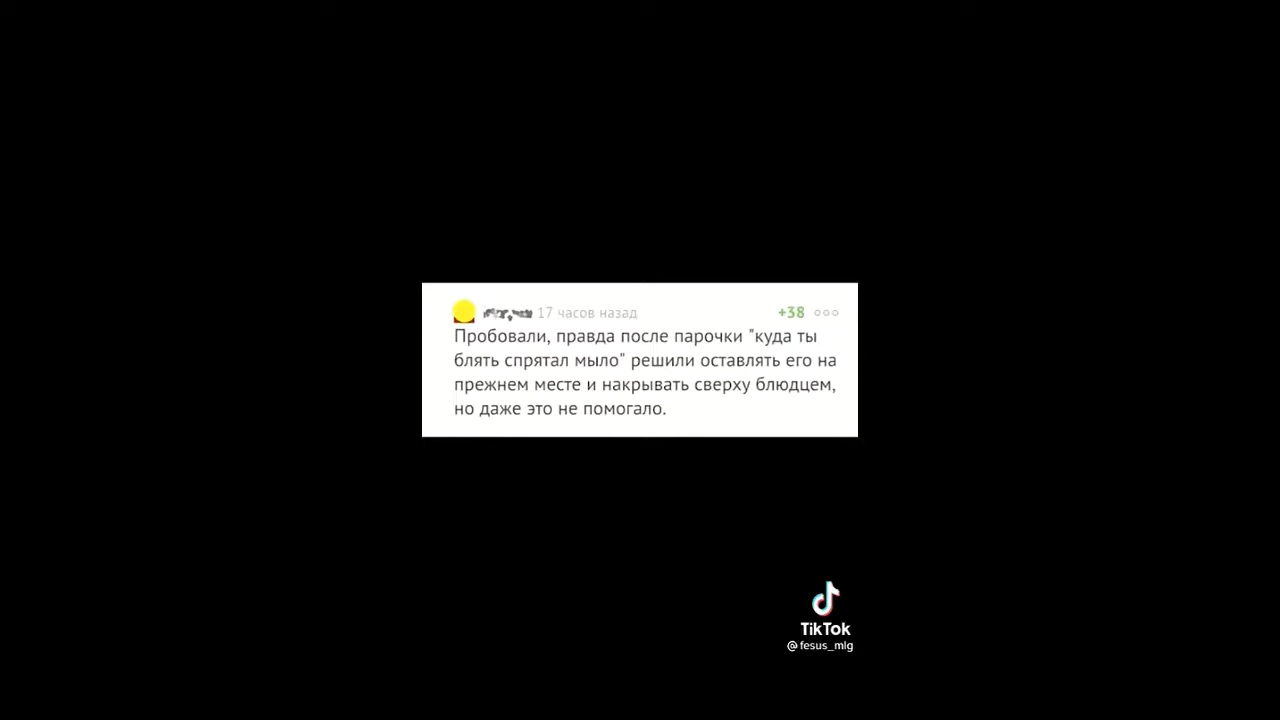 17 часов назад +38
Пробовали, правда после парочки "куда ты
блять спрятал мыло" решили оставлять его на
прежнем месте и накрывать сверху блюдцем,
но даже это не помогало.
TikTok
@fesus_mlg